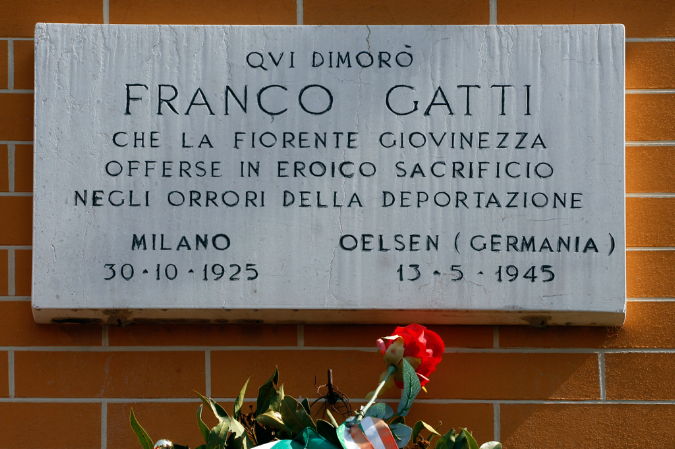 QVI DIMORÒ
FRANCO GATTI
CHE LA FIORENTE GIOVINEZZA
OFFERSE IN EROICO SACRIFICIO
NEGLI ORRORI DELLA DEPORTAZIONE
MILANO
30·10·1925
OELSEN (GERMANIA)
13·5·1945